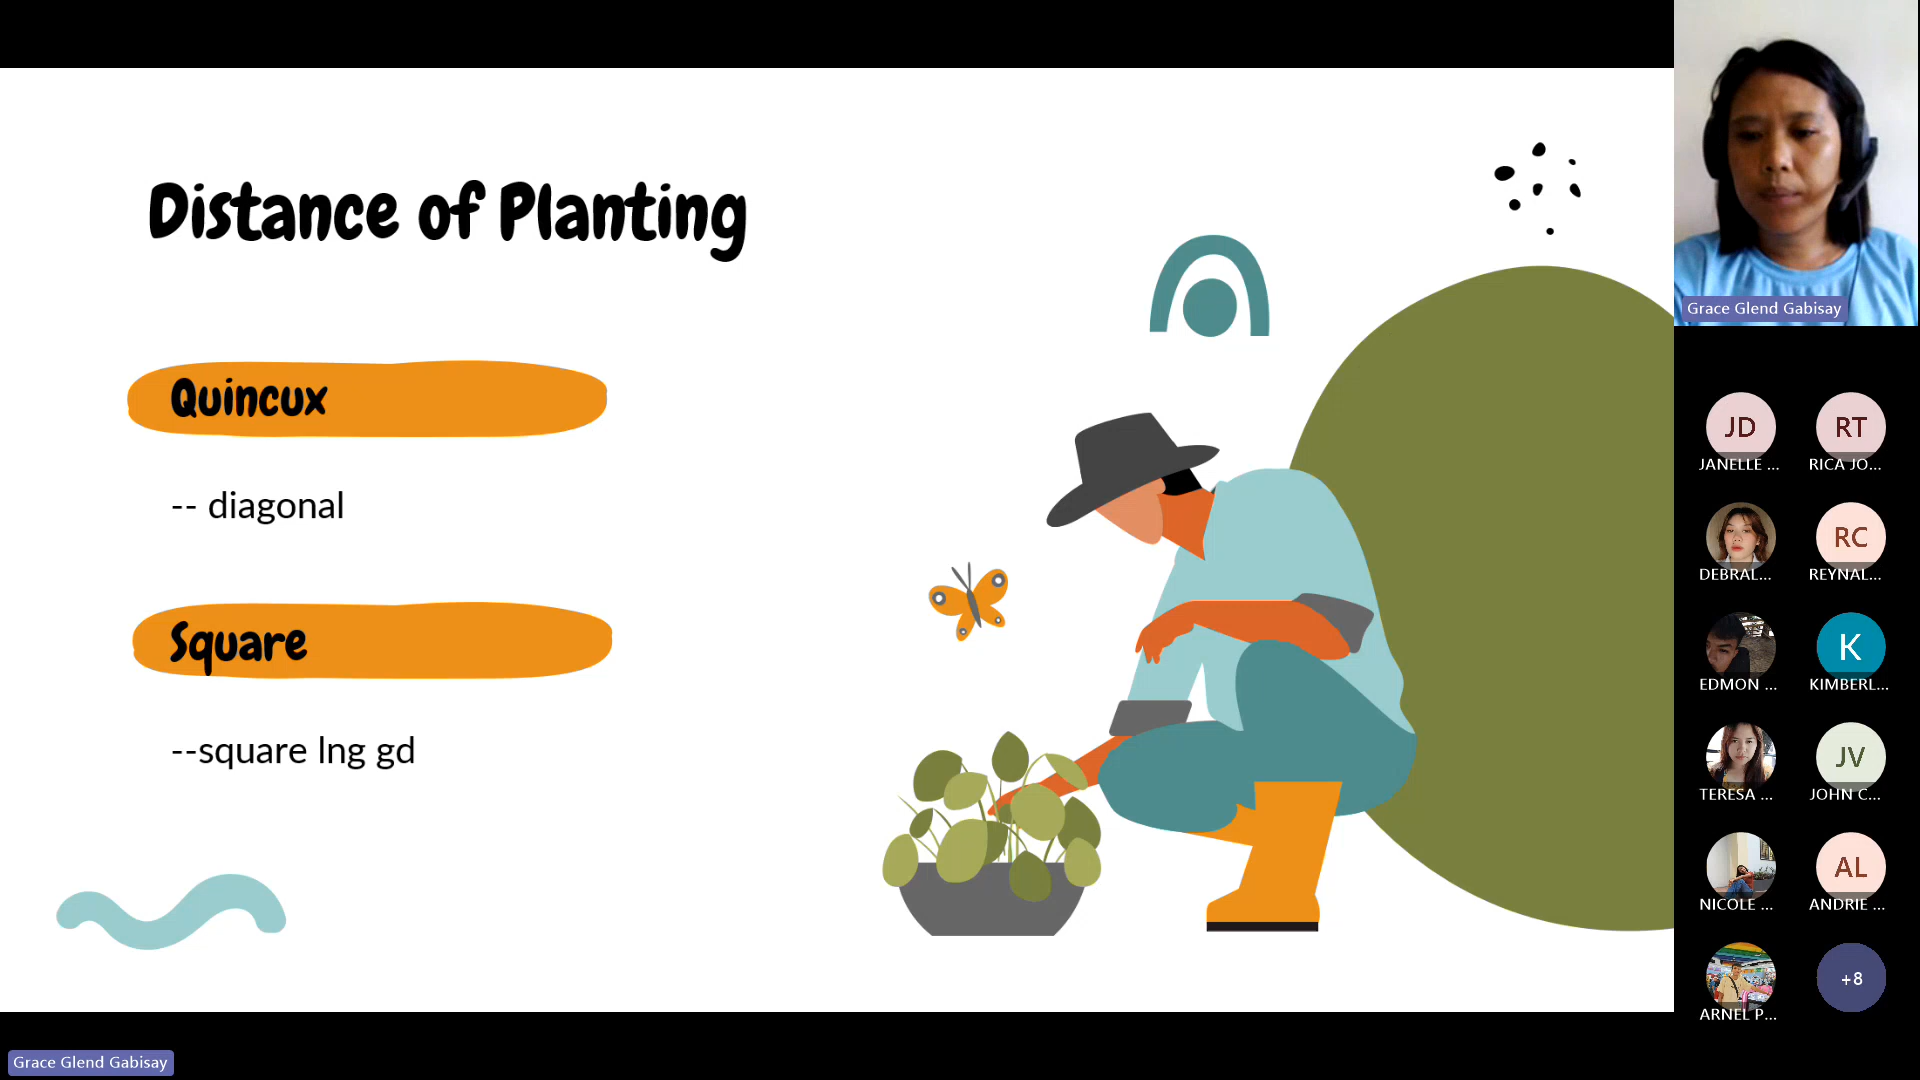 Distance of Planting
Quincux
-- diagonal
Square
--square lng gd
Grace Glend Gabisay
JD
JANELLE ...
RT
RICA JO...
DEBRAL...
RC
REYNAL...
EDMON ...
K
KIMBERL...
TERESA ...
JV
JOHN C...
NICOLE ...
AL
ANDRIE ...
ARNEL P...
+8
Grace Glend Gabisay